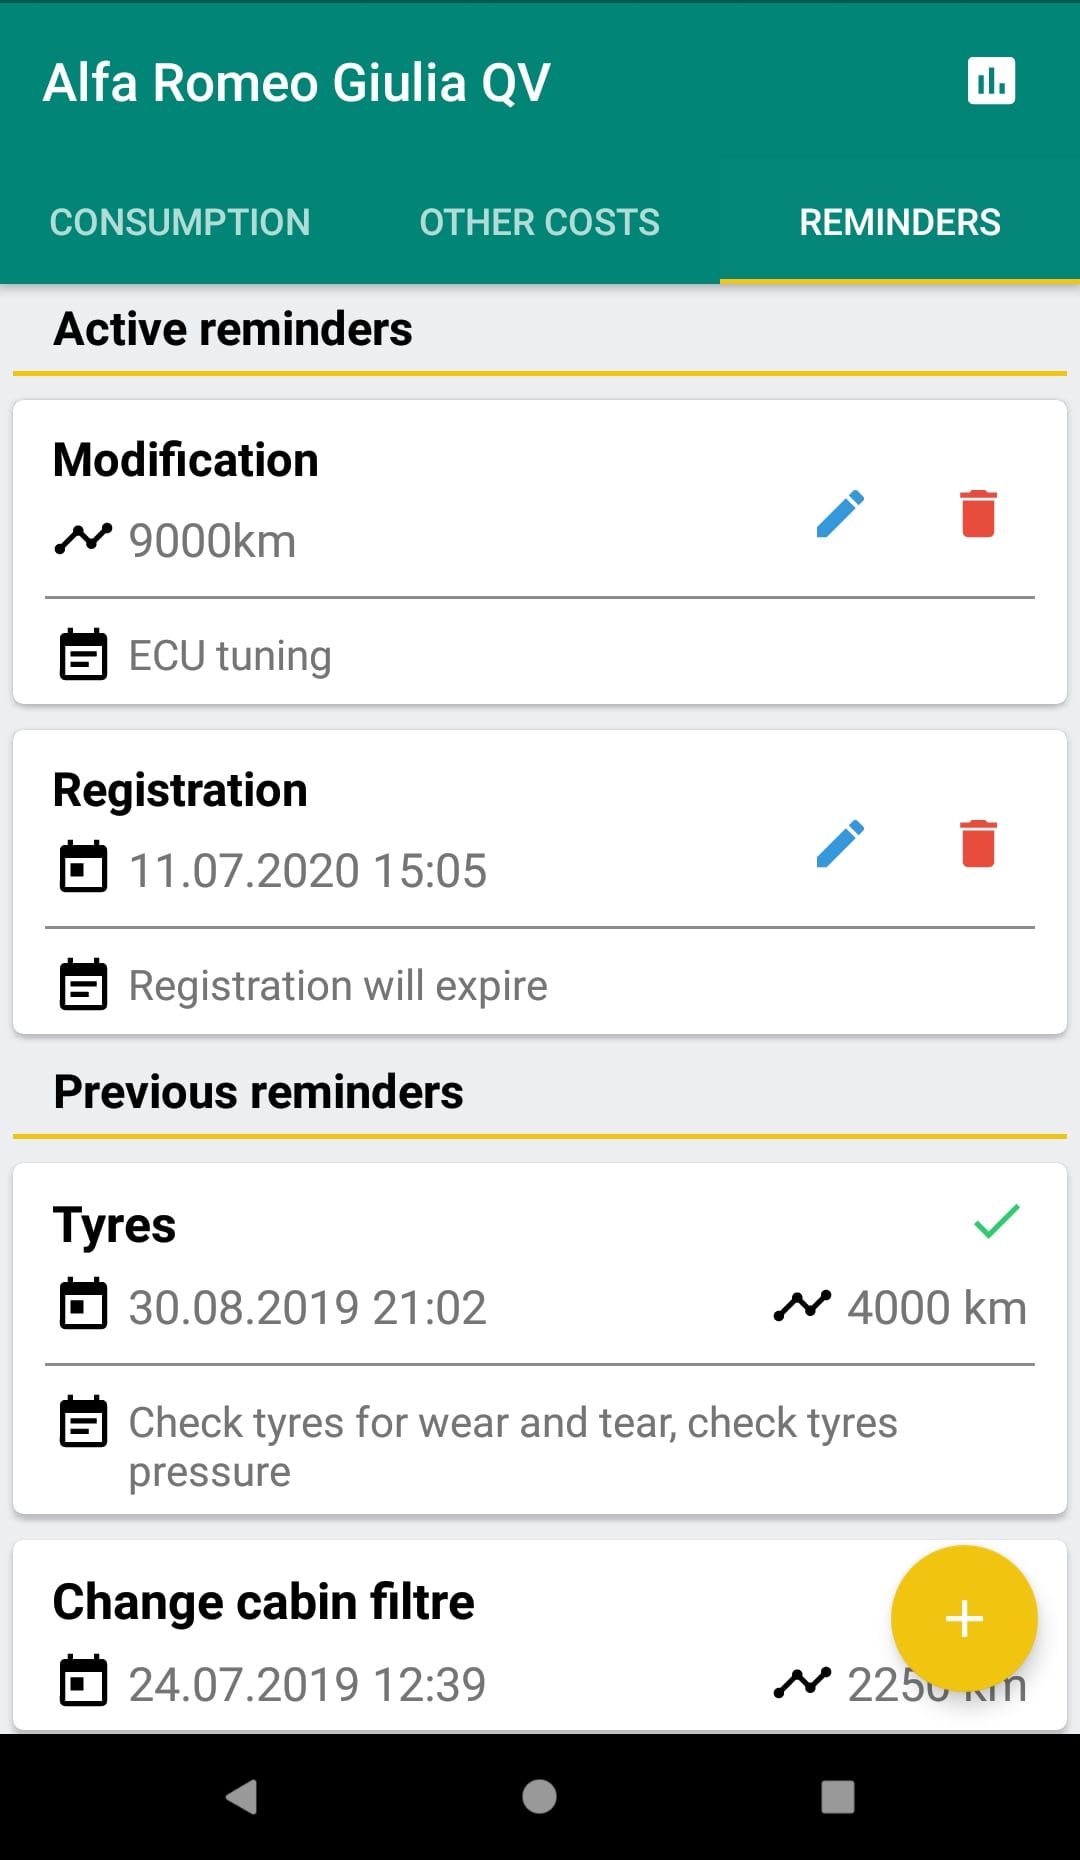 Alfa Romeo Giulia QV
CONSUMPTION OTHER COSTS REMINDERS
Active reminders
Modification
9000km
ECU tuning
Registration
11.07.2020 15:05
Registration will expire
Previous reminders
Tyres
30.08.2019 21:02 4000 km
Check tyres for wear and tear, check tyres
pressure
Change cabin filtre
24.07.2019 12:39 2250 km